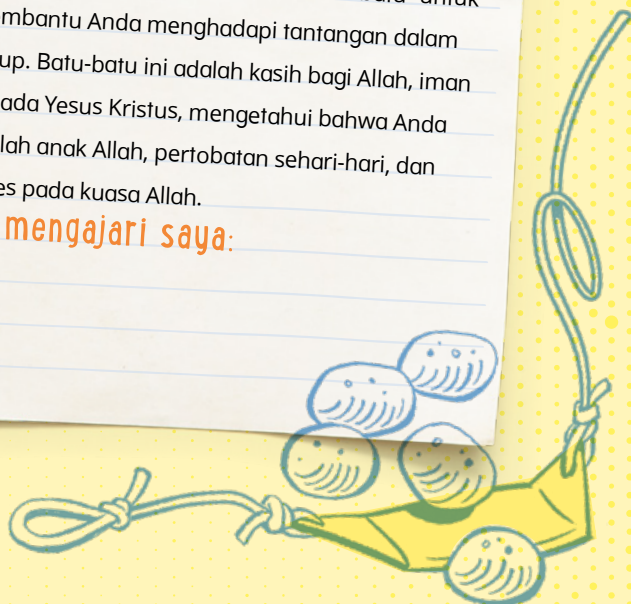 untuk
mbantu Anda menghadapi tantangan dalam
up. Batu-batu ini adalah kasih bagi Allah, iman
ada Yesus Kristus, mengetahui bahwa Anda
lah anak Allah, pertobatan sehari-hari, dan
es pada kuasa Allah.
mengajari saya: